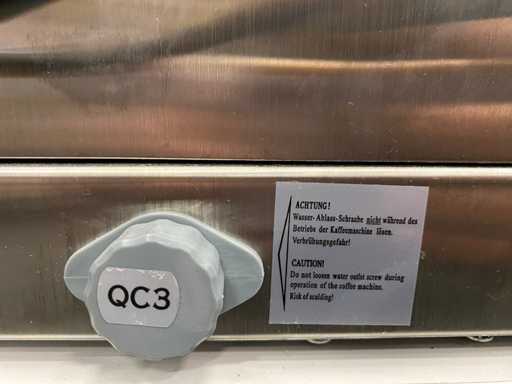 QC3
ACHTUNG!
Wasser-Ablass-Schraube nicht während des
Betriebs der Kaffemaschine lösen.
Verbrühungsgefahr!
CAUTION!
Do not loosen water outlet screw during
operation of the coffee machine.
Risk of scalding!